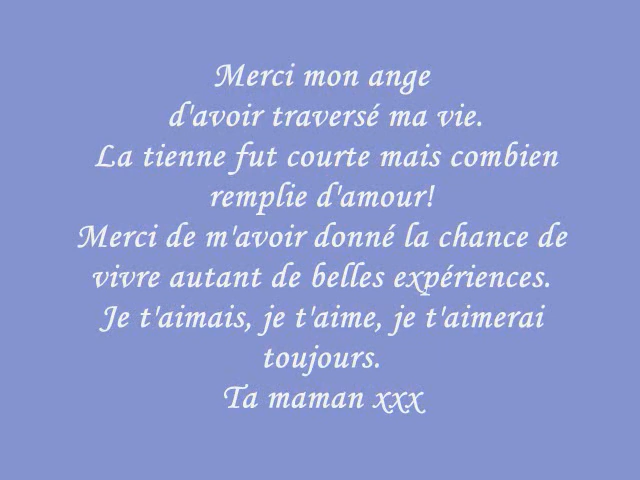 Merci mon ange
d'avoir traversé ma vie.
La tienne fut courte mais combien
remplie d'amour!
Merci de m'avoir donné la chance de
vivre autant de belles expériences.
Je t'aimais, je t'aime, je t'aimerai
toujours.
Ta maman xxx